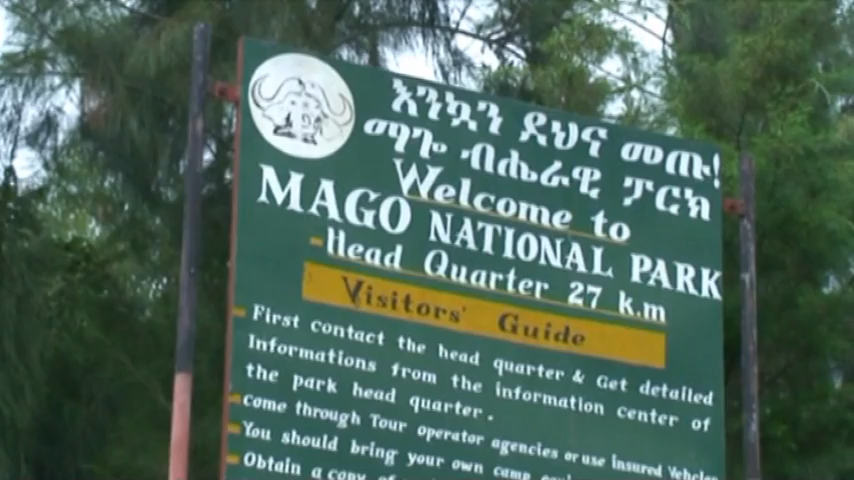 እንኳን ደህና መጡ!
ማጎ ብሔራዊ ፓርክ
Welcome to
MAGO NATIONAL PARK
Head Quarter 27 k.m
Visitors' Guide
First contact the head quarter & Get detailed
Informations from the information center of
the park head quarter.
come through Tour operator agencies or use insured Vehicles
You should bring your own camp
Obtain a copy of